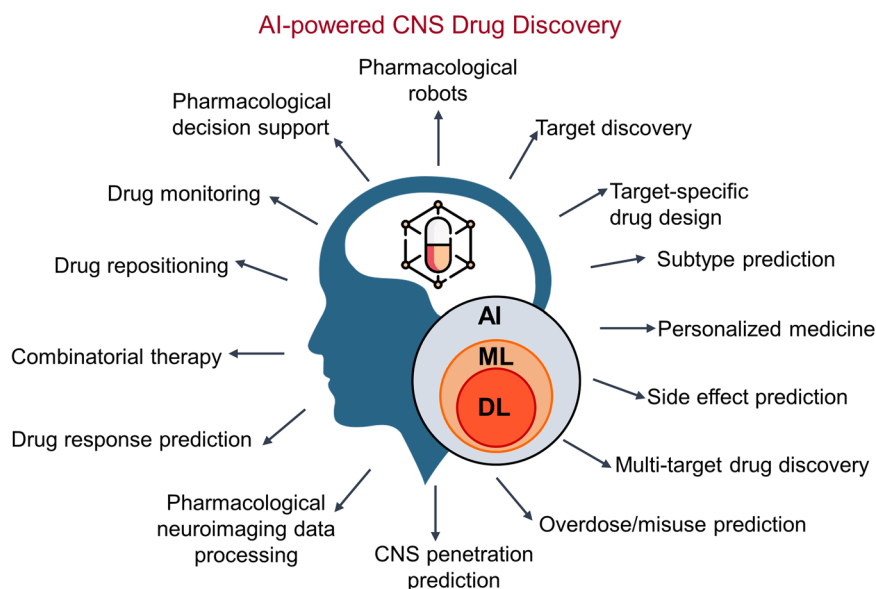 AI-powered CNS Drug Discovery
Pharmacological
robots
Pharmacological
decision support
Target discovery
Drug monitoring
Target-specific
drug design
Drug repositioning
Subtype prediction
AI
Combinatorial therapy
ML
Personalized medicine
DL
Side effect prediction
Drug response prediction
Multi-target drug discovery
Pharmacological
neuroimaging data
processing
Overdose/misuse prediction
CNS penetration
prediction